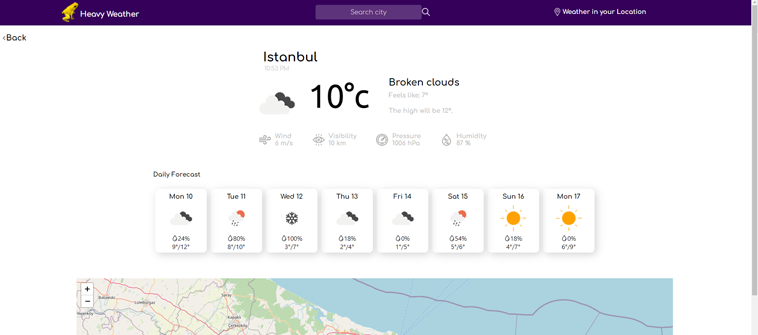 Heavy Weather
Search city
Weather in your Location
‹Back
Istanbul
10:53 PM
10°c
Broken clouds
Feels like: 7°
The high will be 12°.
Wind
6 m/s
Visibility
10 km
Pressure
1006 hPa
Humidity
87 %
Daily Forecast
Mon 10
24%
9°/12°
Tue 11
80%
8°/10°
Wed 12
100%
3°/7°
Thu 13
18%
2°/4°
Fri 14
0%
1°/5°
Sat 15
54%
5°/6°
Sun 16
18%
4°/7°
Mon 17
0%
6°/9°
+
−